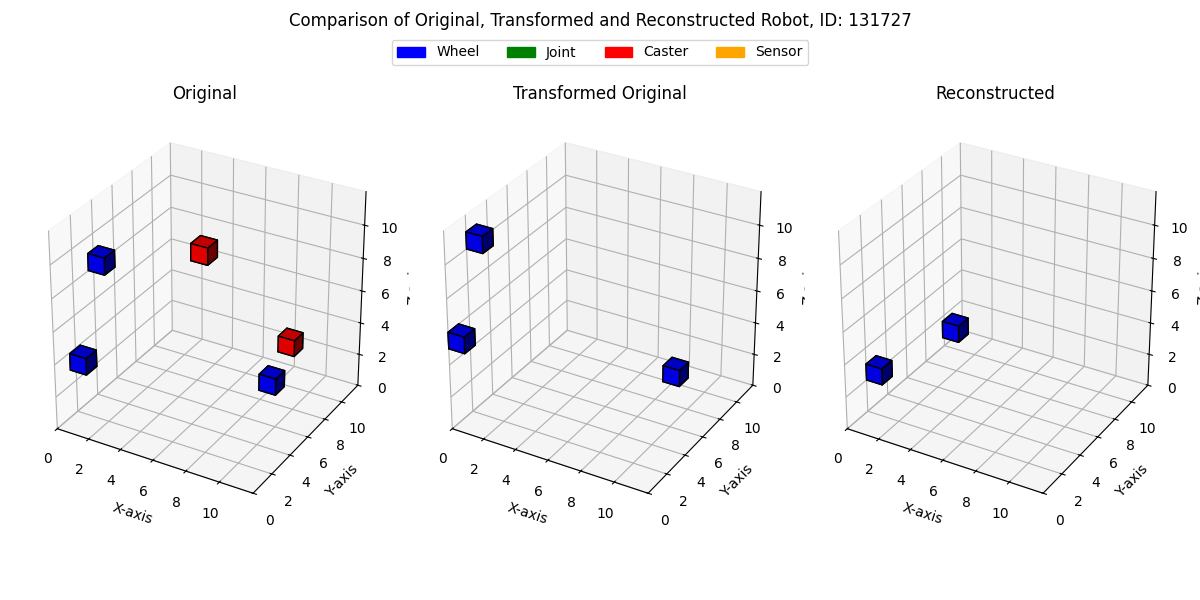 Comparison of Original, Transformed and Reconstructed Robot, ID: 131727
Wheel Joint Caster Sensor
Original Transformed Original Reconstructed
10 10 10
8 8 8
6 6 6
4 4 4
2 2 2
0 0 0
0 2 4 6 8 10 0 2 4 6 8 10 0 2 4 6 8 10
0 2 4 6 8 10 0 2 4 6 8 10 0 2 4 6 8 10
X-axis Y-axis X-axis Y-axis X-axis Y-axis